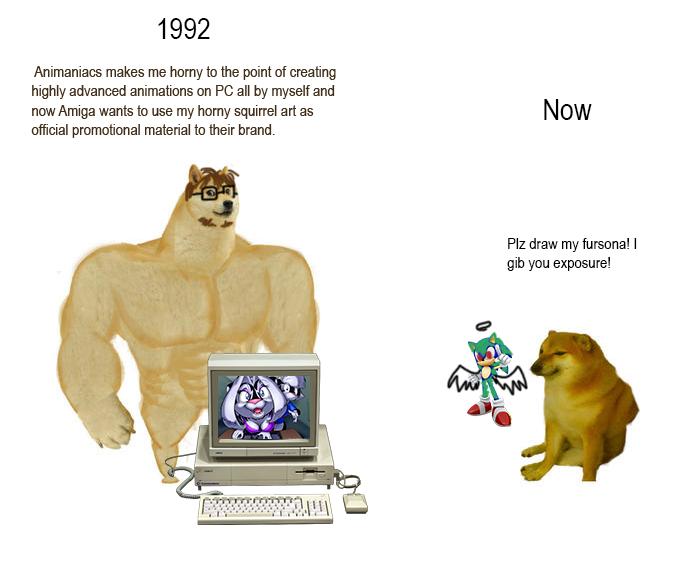 1992
Animaniacs makes me horny to the point of creating
highly advanced animations on PC all by myself and
now Amiga wants to use my horny squirrel art as
official promotional material to their brand.
Now
Plz draw my fursona! I
gib you exposure!